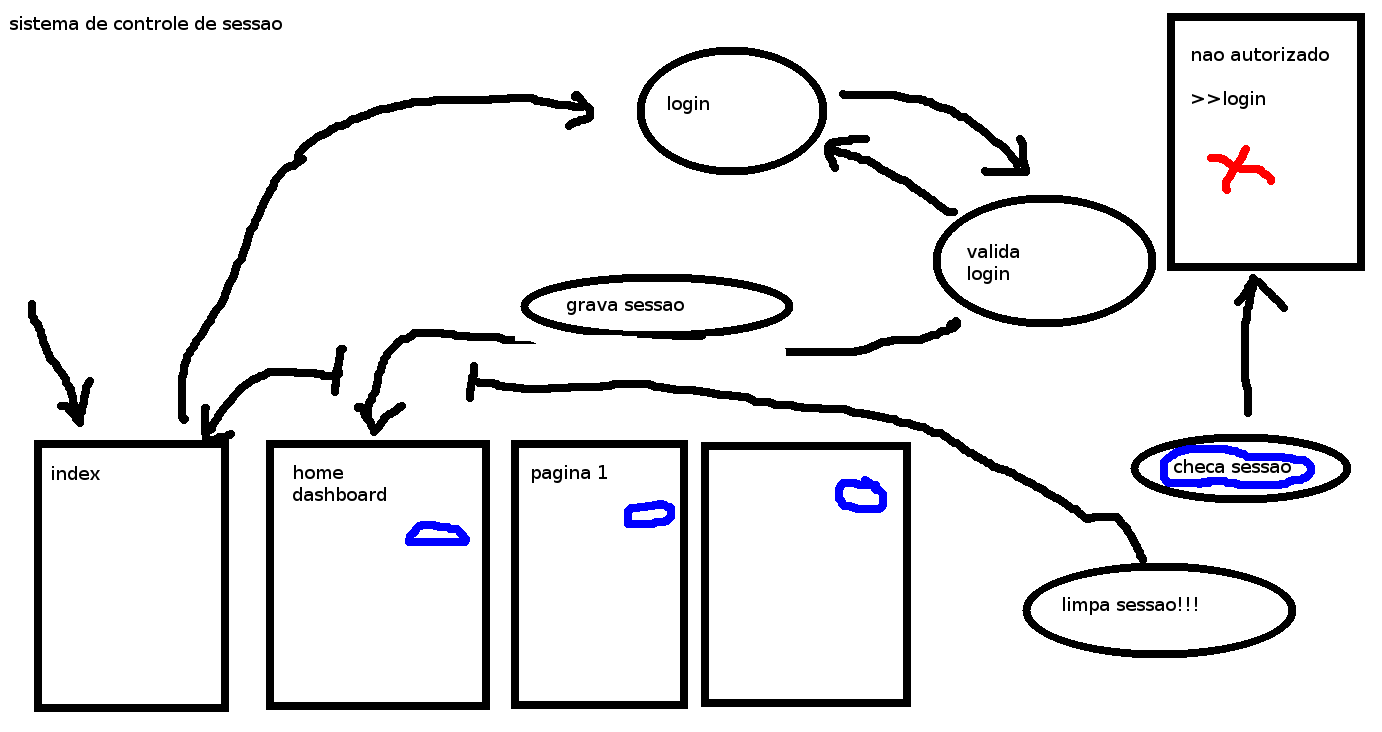 sistema de controle de sessao
login
nao autorizado
>>login
valida
login
grava sessao
index
home
dashboard
pagina 1
checa sessao
limpa sessao!!!